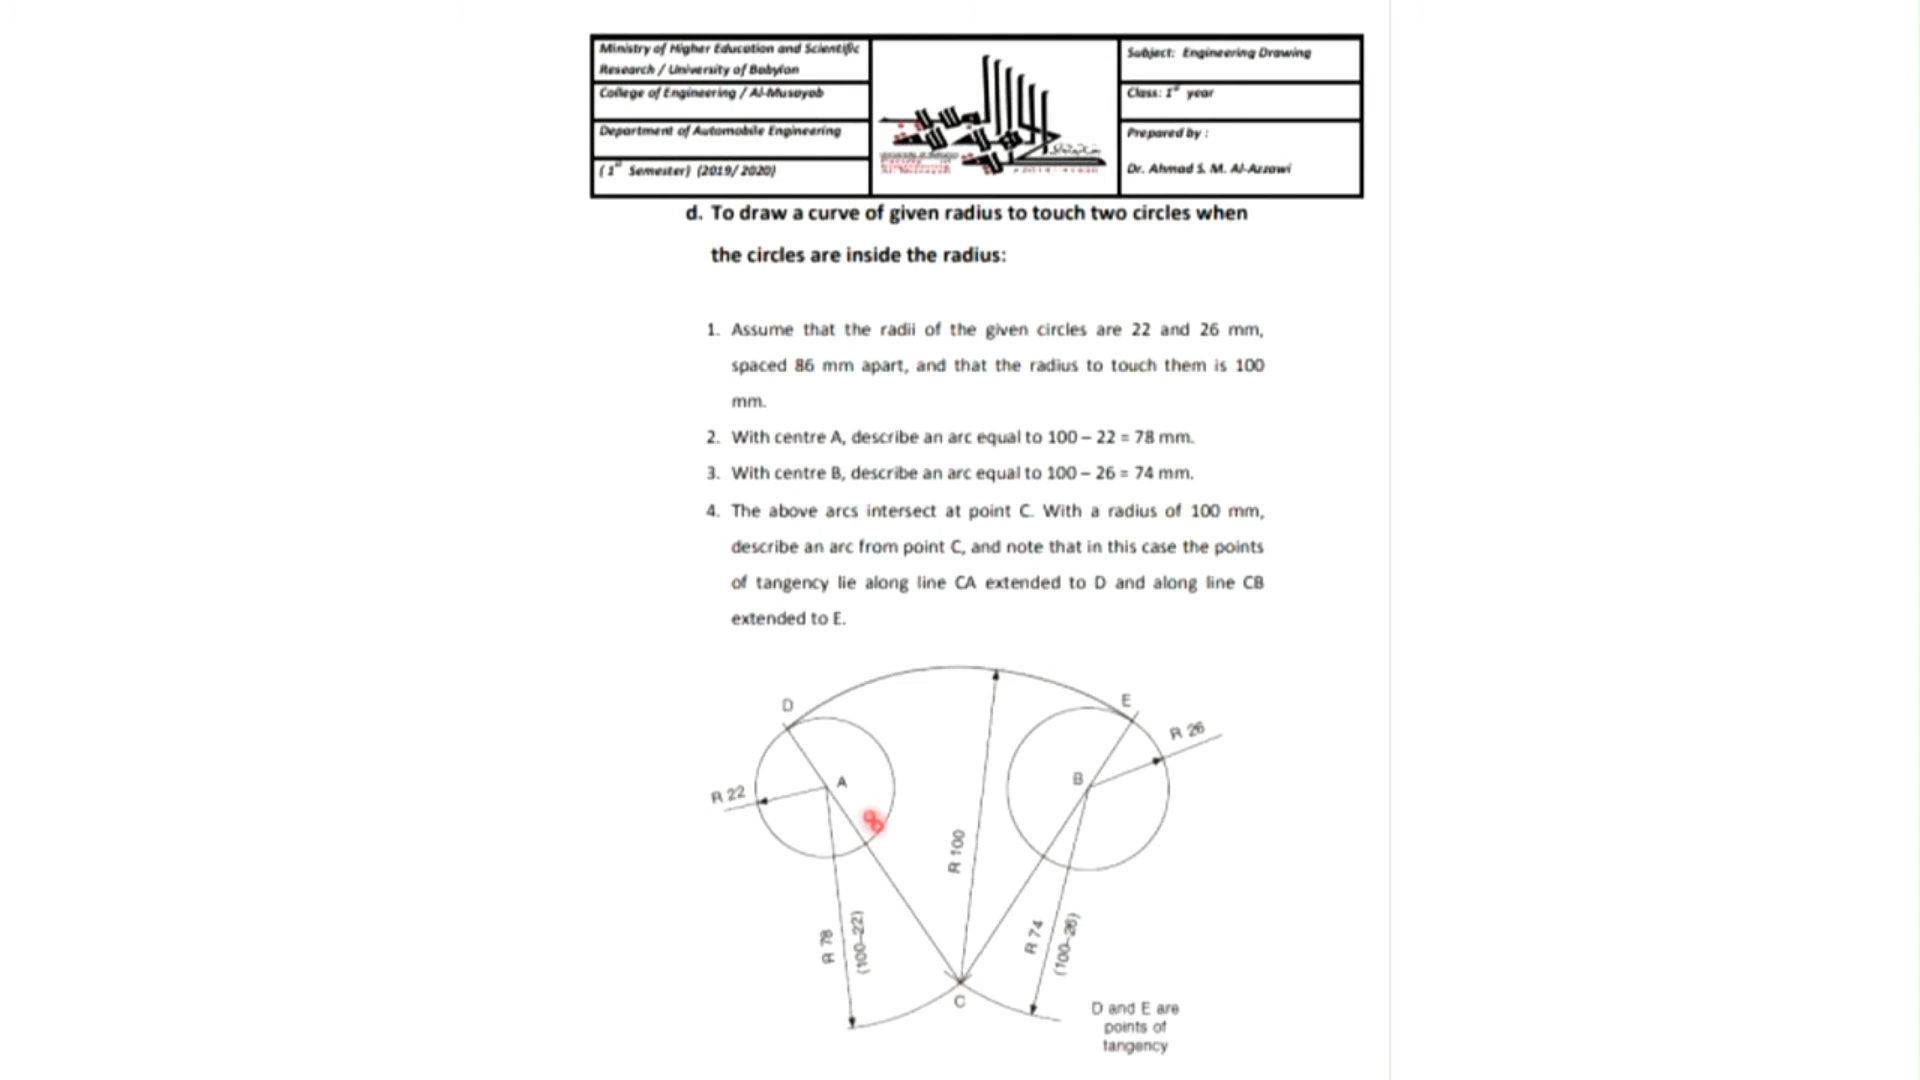 Ministry of Higher Education and Scientific
Research / University of Babylon
College of Engineering / Al-Musayab
Department of Automobile Engineering
(1st Semester) (2019/2020)
Subject: Engineering Drawing
Class: 1st year
Prepared by :
Dr. Ahmad S. M. Al-Azzawi
d. To draw a curve of given radius to touch two circles when
the circles are inside the radius:
1. Assume that the radii of the given circles are 22 and 26 mm,
spaced 86 mm apart, and that the radius to touch them is 100
mm.
2. With centre A, describe an arc equal to 100 – 22 = 78 mm.
3. With centre B, describe an arc equal to 100 – 26 = 74 mm.
4. The above arcs intersect at point C. With a radius of 100 mm,
describe an arc from point C, and note that in this case the points
of tangency lie along line CA extended to D and along line CB
extended to E.
D
E
R 26
A
B
R 22
R 100
R 78
(100–22)
R 74
(100–26)
C
D and E are
points of
tangency